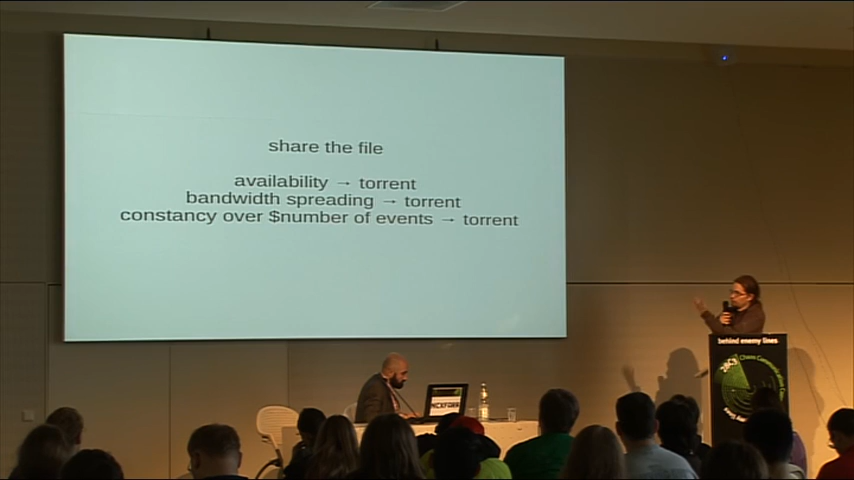 share the file
availability → torrent
bandwidth spreading → torrent
constancy over $number of events → torrent
behind enemy lines